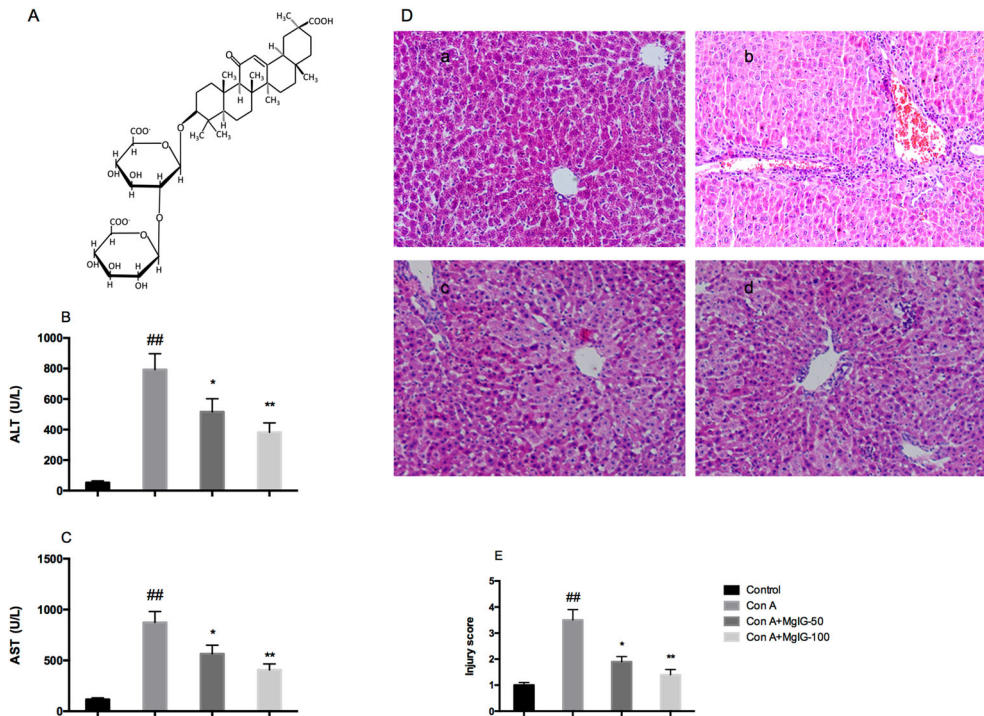 A
H₃C
COOH
O
H
CH₃
CH₃
CH₃
H
CH₃
CH₃
H
H₃C
CH₃
O
COO⁻
O
H
H
OH
OH
H
H
H
O
COO⁻
O
H
H
OH
OH
H
H
H
OH
B
ALT (U/L)
1000
800
600
400
200
0
##
*
**
C
AST (U/L)
1500
1000
500
0
##
*
**
D
a
b
c
d
E
Injury score
5
4
3
2
1
0
##
*
**
Control
Con A
Con A+MgIG-50
Con A+MgIG-100